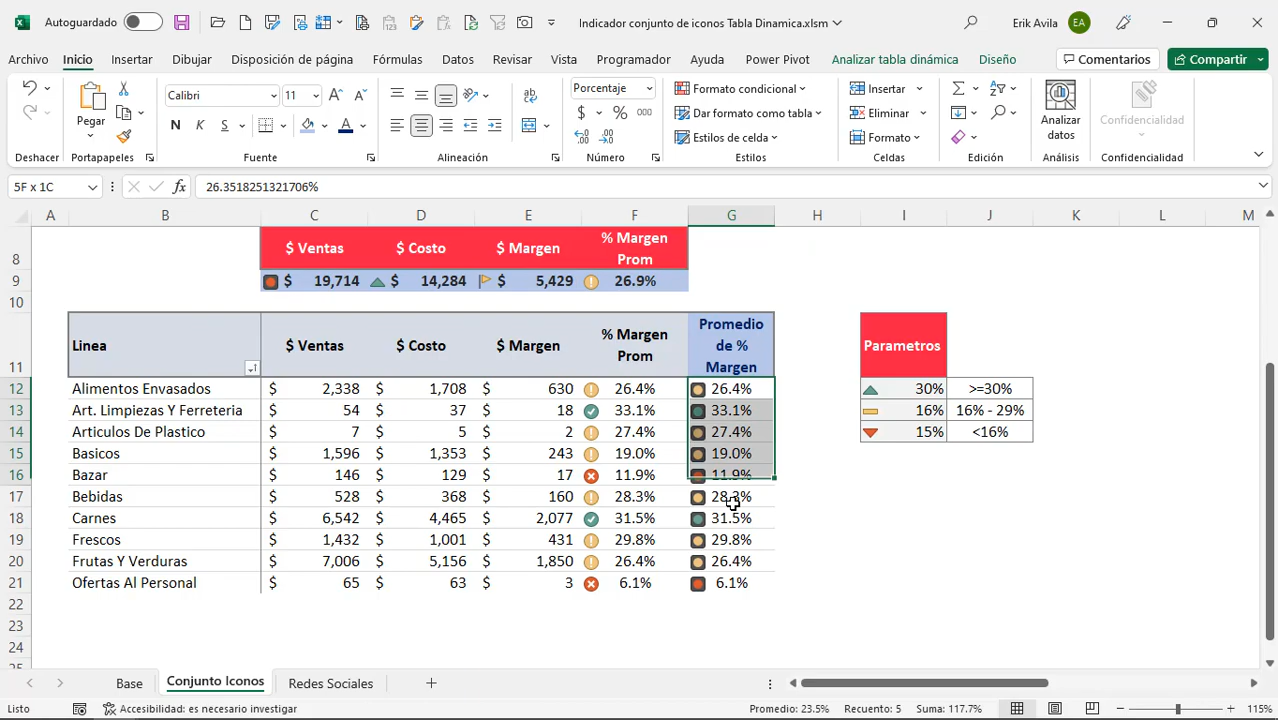 Autoguardado
Indicador conjunto de iconos Tabla Dinamica.xlsm
Erik Avila EA
Archivo Inicio Insertar Dibujar Disposición de página Fórmulas Datos Revisar Vista Programador Ayuda Power Pivot Analizar tabla dinámica Diseño Comentarios Compartir
Calibri 11 Porcentaje Formato condicional Insertar
Pegar Dar formato como tabla Eliminar Analizar datos Confidencialidad
N K S Estilos de celda Formato
Deshacer Portapapeles Fuente Alineación Número Estilos Celdas Edición Análisis Confidencialidad
5F x 1C fx 26.3518251321706%
A B C D E F G H I J K L M
8 $ Ventas $ Costo $ Margen % Margen Prom
9 $ 19,714 $ 14,284 $ 5,429 26.9%
10
11 Linea $ Ventas $ Costo $ Margen % Margen Prom Promedio de % Margen Parametros
12 Alimentos Envasados $ 2,338 $ 1,708 $ 630 26.4% 26.4% 30% >=30%
13 Art. Limpiezas Y Ferreteria $ 54 $ 37 $ 18 33.1% 33.1% 16% 16% - 29%
14 Articulos De Plastico $ 7 $ 5 $ 2 27.4% 27.4% 15% <16%
15 Basicos $ 1,596 $ 1,353 $ 243 19.0% 19.0%
16 Bazar $ 146 $ 129 $ 17 11.9% 11.9%
17 Bebidas $ 528 $ 368 $ 160 28.3% 28.3%
18 Carnes $ 6,542 $ 4,465 $ 2,077 31.5% 31.5%
19 Frescos $ 1,432 $ 1,001 $ 431 29.8% 29.8%
20 Frutas Y Verduras $ 7,006 $ 5,156 $ 1,850 26.4% 26.4%
21 Ofertas Al Personal $ 65 $ 63 $ 3 6.1% 6.1%
22
23
24
25
Base Conjunto Iconos Redes Sociales
Listo Accesibilidad: es necesario investigar Promedio: 23.5% Recuento: 5 Suma: 117.7% 115%